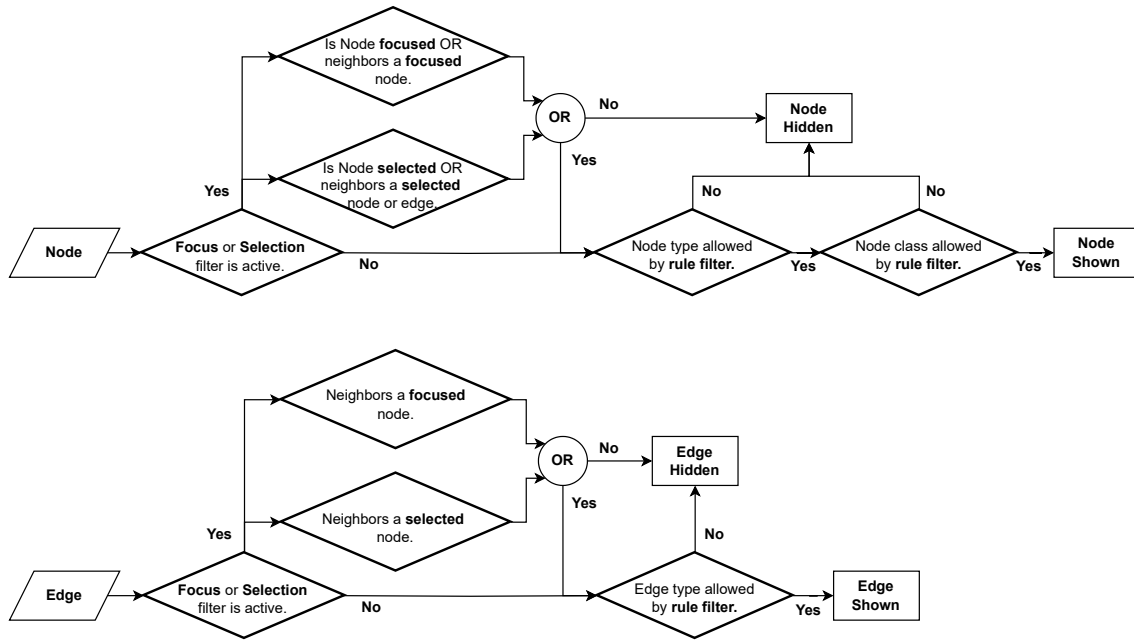 Is Node focused OR
neighbors a focused
node.
OR
No
Node
Hidden
Yes
Is Node selected OR
neighbors a selected
node or edge.
Yes
No
No
Node
Focus or Selection
filter is active.
No
Node type allowed
by rule filter.
Yes
Node class allowed
by rule filter.
Yes
Node
Shown
Neighbors a focused
node.
OR
No
Edge
Hidden
Yes
Neighbors a selected
node.
Yes
No
Edge
Focus or Selection
filter is active.
No
Edge type allowed
by rule filter.
Yes
Edge
Shown